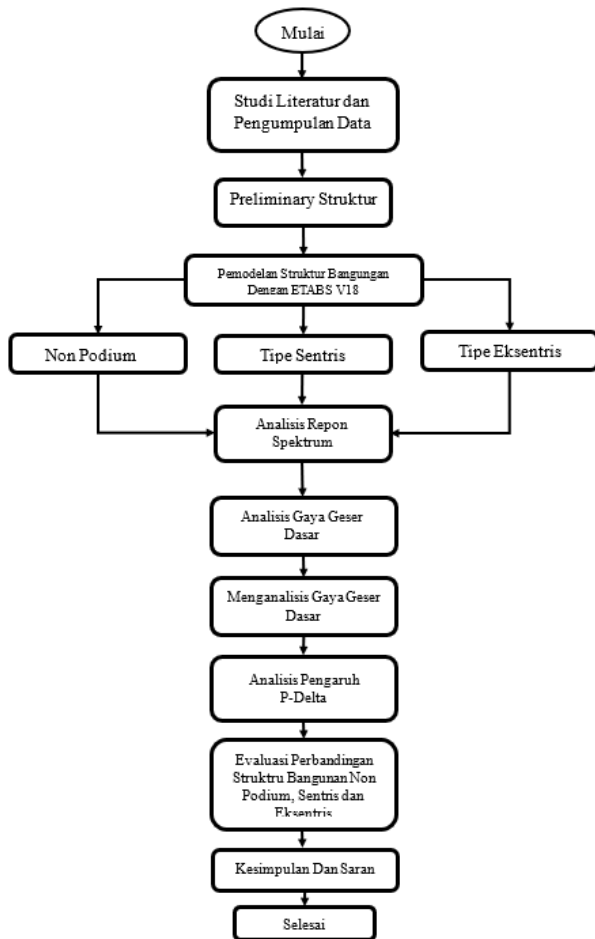 Mulai
Studi Literatur dan
Pengumpulan Data
Preliminary Struktur
Pemodelan Struktur Bangungan
Dengan ETABS V18
Non Podium
Tipe Sentris
Tipe Eksentris
Analisis Repon
Spektrum
Analisis Gaya Geser
Dasar
Menganalisis Gaya Geser
Dasar
Analisis Pengaruh
P-Delta
Evaluasi Perbandingan
Struktru Bangunan Non
Podium, Sentris dan
Eksentris
Kesimpulan Dan Saran
Selesai